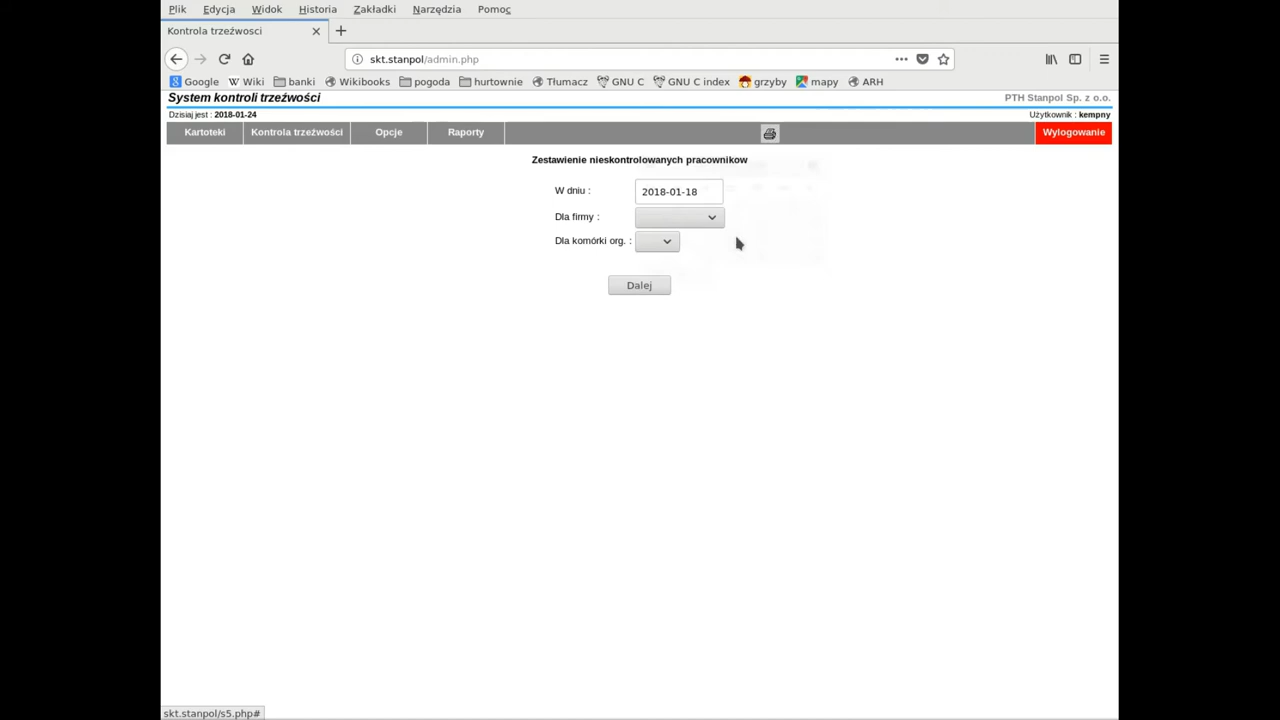 Plik Edycja Widok Historia Zakładki Narzędzia Pomoc
Kontrola trzeźwosci
skt.stanpol/admin.php
Google Wiki banki Wikibooks pogoda hurtownie Tłumacz GNU C GNU C index grzyby mapy ARH
System kontroli trzeźwości PTH Stanpol Sp. z o.o.
Dzisiaj jest : 2018-01-24 Użytkownik : kempny
Kartoteki Kontrola trzeźwości Opcje Raporty Wylogowanie
Zestawienie nieskontrolowanych pracownikow
W dniu : 2018-01-18
Dla firmy :
Dla komórki org. :
Dalej
skt.stanpol/s5.php#